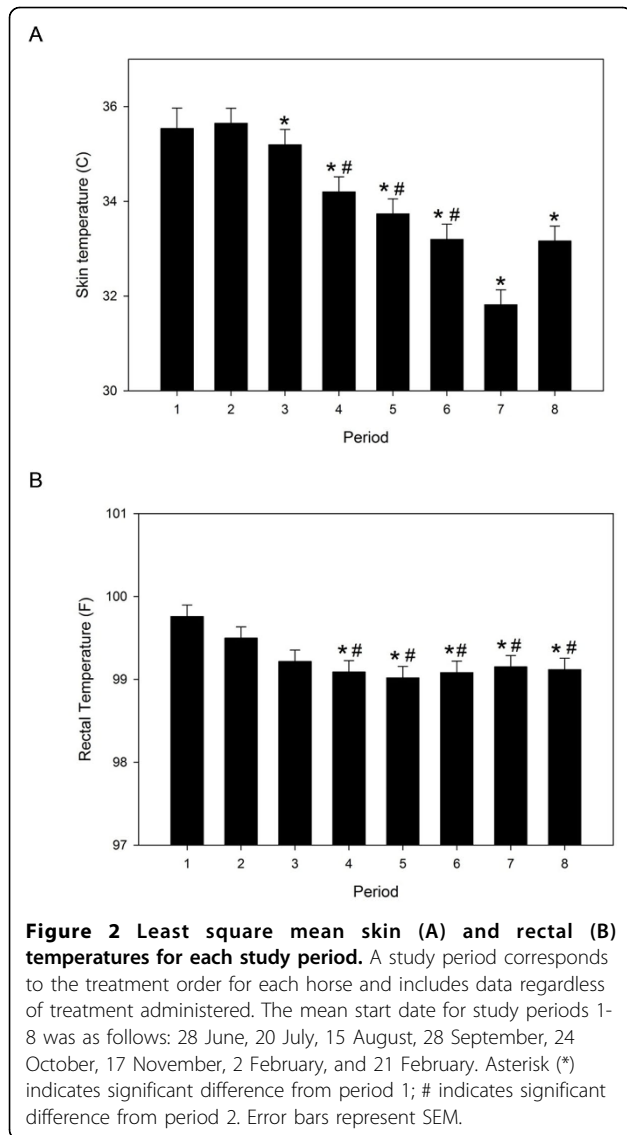 A
36
34
32
30
Skin temperature (C)
*
* #
* #
* #
*
*
1 2 3 4 5 6 7 8
Period
B
101
100
99
98
97
Rectal Temperature (F)
*# *# *# *# *#
1 2 3 4 5 6 7 8
Period
Figure 2 Least square mean skin (A) and rectal (B)
temperatures for each study period. A study period corresponds
to the treatment order for each horse and includes data regardless
of treatment administered. The mean start date for study periods 1-
8 was as follows: 28 June, 20 July, 15 August, 28 September, 24
October, 17 November, 2 February, and 21 February. Asterisk (*)
indicates significant difference from period 1; # indicates significant
difference from period 2. Error bars represent SEM.